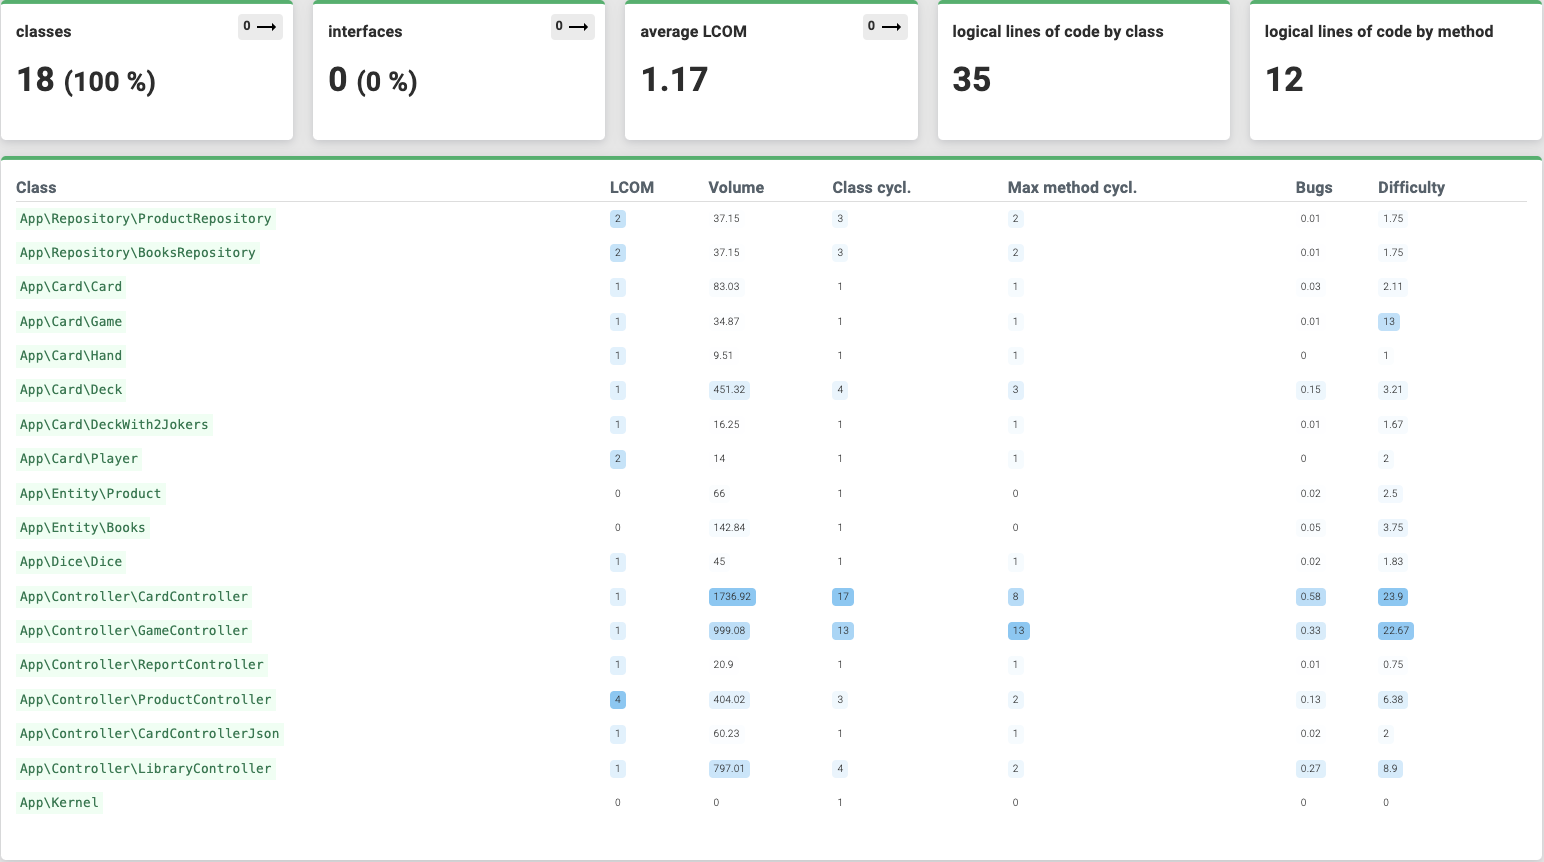 classes 0 →
18 (100 %)
interfaces 0 →
0 (0 %)
average LCOM 0 →
1.17
logical lines of code by class
35
logical lines of code by method
12
Class LCOM Volume Class cycl. Max method cycl. Bugs Difficulty
App\Repository\ProductRepository 2 37.15 3 2 0.01 1.75
App\Repository\BooksRepository 2 37.15 3 2 0.01 1.75
App\Card\Card 1 83.03 1 1 0.03 2.11
App\Card\Game 1 34.87 1 1 0.01 13
App\Card\Hand 1 9.51 1 1 0 1
App\Card\Deck 1 451.32 4 3 0.15 3.21
App\Card\DeckWith2Jokers 1 16.25 1 1 0.01 1.67
App\Card\Player 2 14 1 1 0 2
App\Entity\Product 0 66 1 0 0.02 2.5
App\Entity\Books 0 142.84 1 0 0.05 3.75
App\Dice\Dice 1 45 1 1 0.02 1.83
App\Controller\CardController 1 1736.92 17 8 0.58 23.9
App\Controller\GameController 1 999.08 13 13 0.33 22.67
App\Controller\ReportController 1 20.9 1 1 0.01 0.75
App\Controller\ProductController 4 404.02 3 2 0.13 6.38
App\Controller\CardControllerJson 1 60.23 1 1 0.02 2
App\Controller\LibraryController 1 797.01 4 2 0.27 8.9
App\Kernel 0 0 1 0 0 0